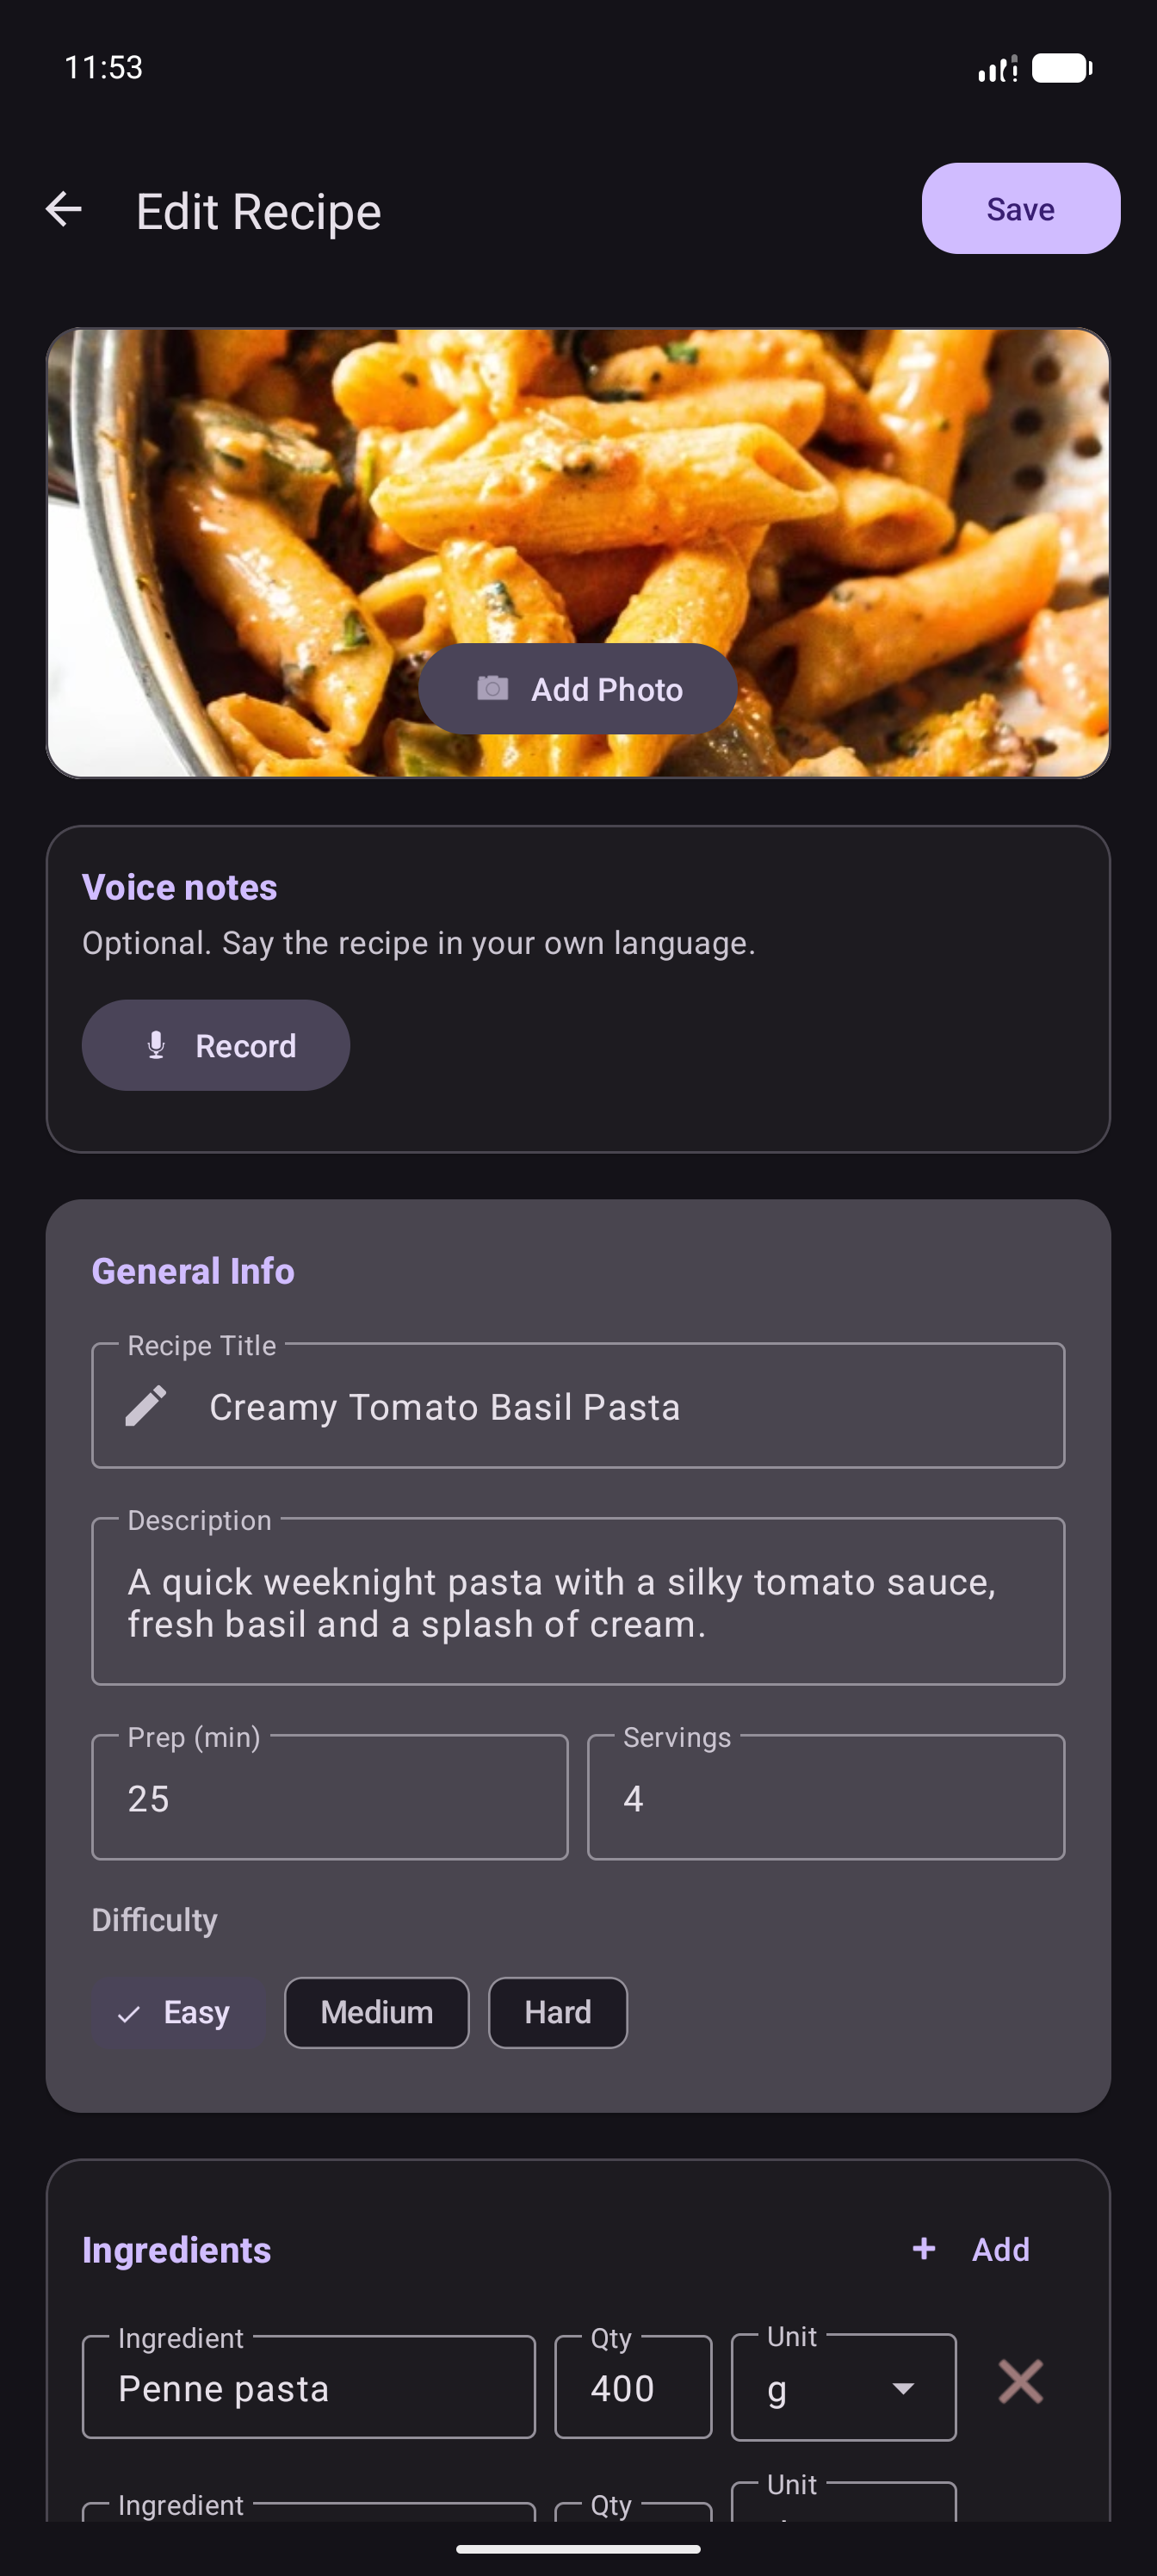 11:53
Edit Recipe
Save
Add Photo
Voice notes
Optional. Say the recipe in your own language.
Record
General Info
Recipe Title
Creamy Tomato Basil Pasta
Description
A quick weeknight pasta with a silky tomato sauce,
fresh basil and a splash of cream.
Prep (min)
Servings
25
4
Difficulty
Easy
Medium
Hard
Ingredients
+ Add
Ingredient
Qty
Unit
Penne pasta
400
g
Ingredient
Qty
Unit